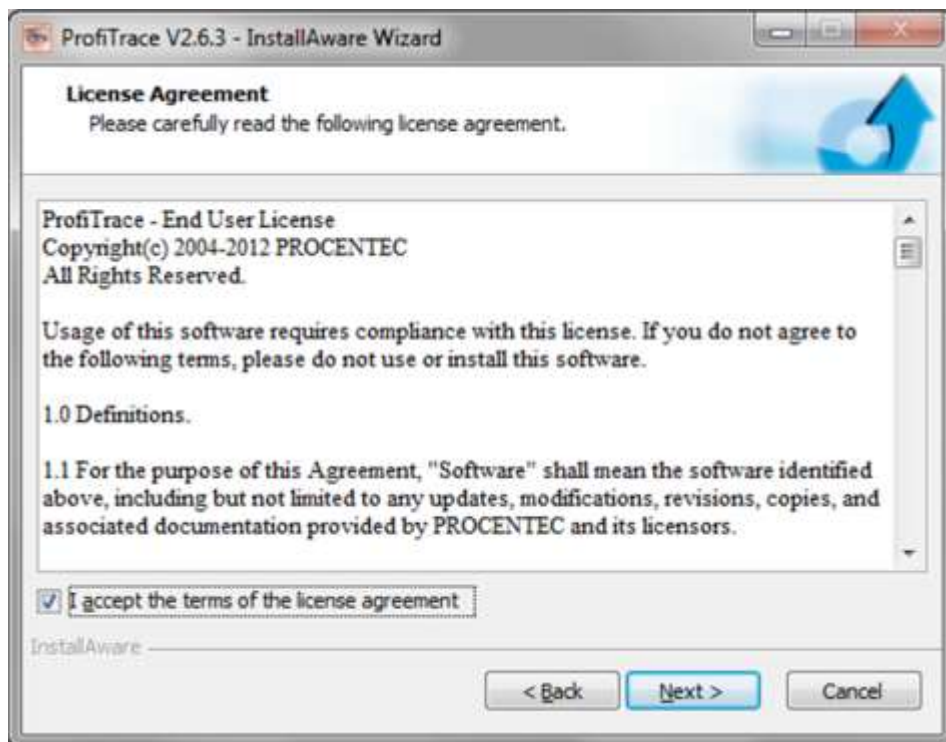 ProfiTrace V2.6.3 - InstallAware Wizard
License Agreement
Please carefully read the following license agreement.
ProfiTrace - End User License
Copyright(c) 2004-2012 PROCENTEC
All Rights Reserved.
Usage of this software requires compliance with this license. If you do not agree to
the following terms, please do not use or install this software.
1.0 Definitions.
1.1 For the purpose of this Agreement, "Software" shall mean the software identified
above, including but not limited to any updates, modifications, revisions, copies, and
associated documentation provided by PROCENTEC and its licensors.
I accept the terms of the license agreement
InstallAware
< Back
Next >
Cancel